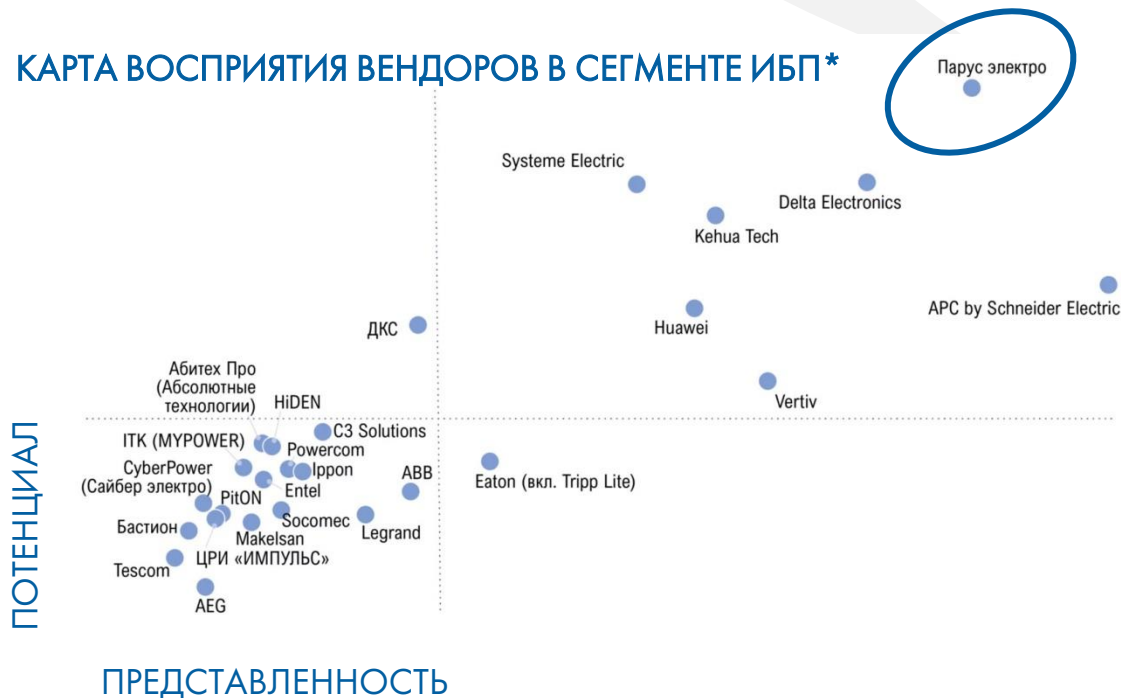 КАРТА ВОСПРИЯТИЯ ВЕНДОРОВ В СЕГМЕНТЕ ИБП*
Парус электро
Systeme Electric
Delta Electronics
Kehua Tech
APC by Schneider Electric
ДКС
Huawei
Vertiv
Абитех Про
(Абсолютные
технологии)
HiDEN
C3 Solutions
ITK (MYPOWER)
Powercom
Ippon
CyberPower
(Сайбер электро)
Entel
ABB
Eaton (вкл. Tripp Lite)
PitON
Бастион
Socomec
Makelsan
Legrand
ЦРИ «ИМПУЛЬС»
Tescom
AEG
ПОТЕНЦИАЛ
ПРЕДСТАВЛЕННОСТЬ